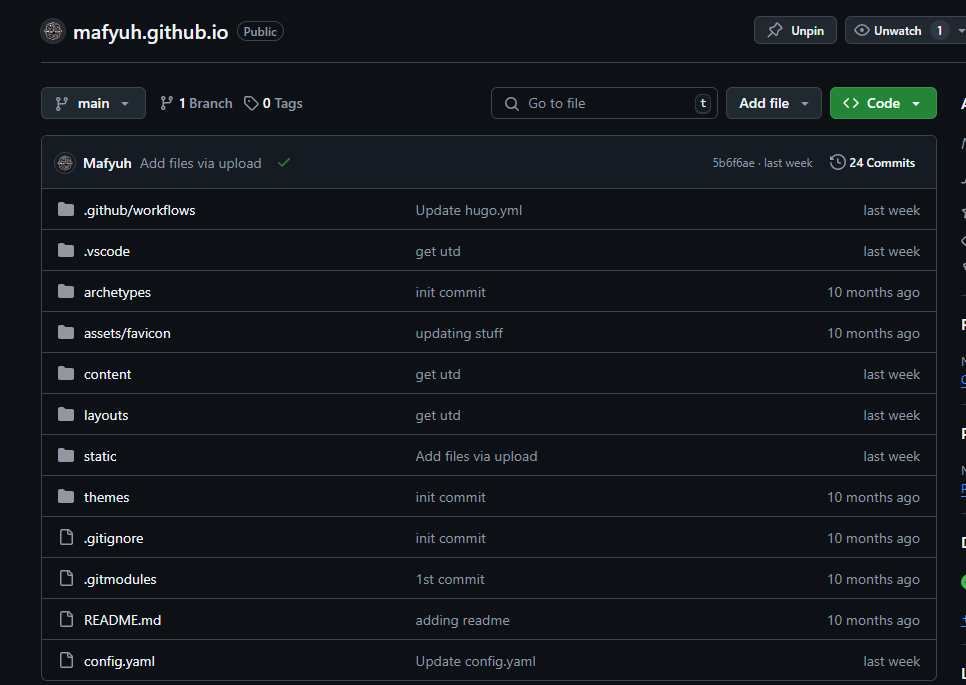 mafyuh.github.io Public Unpin Unwatch 1
main 1 Branch 0 Tags Go to file t Add file Code
Mafyuh Add files via upload 5b6f6ae · last week 24 Commits
.github/workflows Update hugo.yml last week
.vscode get utd last week
archetypes init commit 10 months ago
assets/favicon updating stuff 10 months ago
content get utd last week
layouts get utd last week
static Add files via upload last week
themes init commit 10 months ago
.gitignore init commit 10 months ago
.gitmodules 1st commit 10 months ago
README.md adding readme 10 months ago
config.yaml Update config.yaml last week